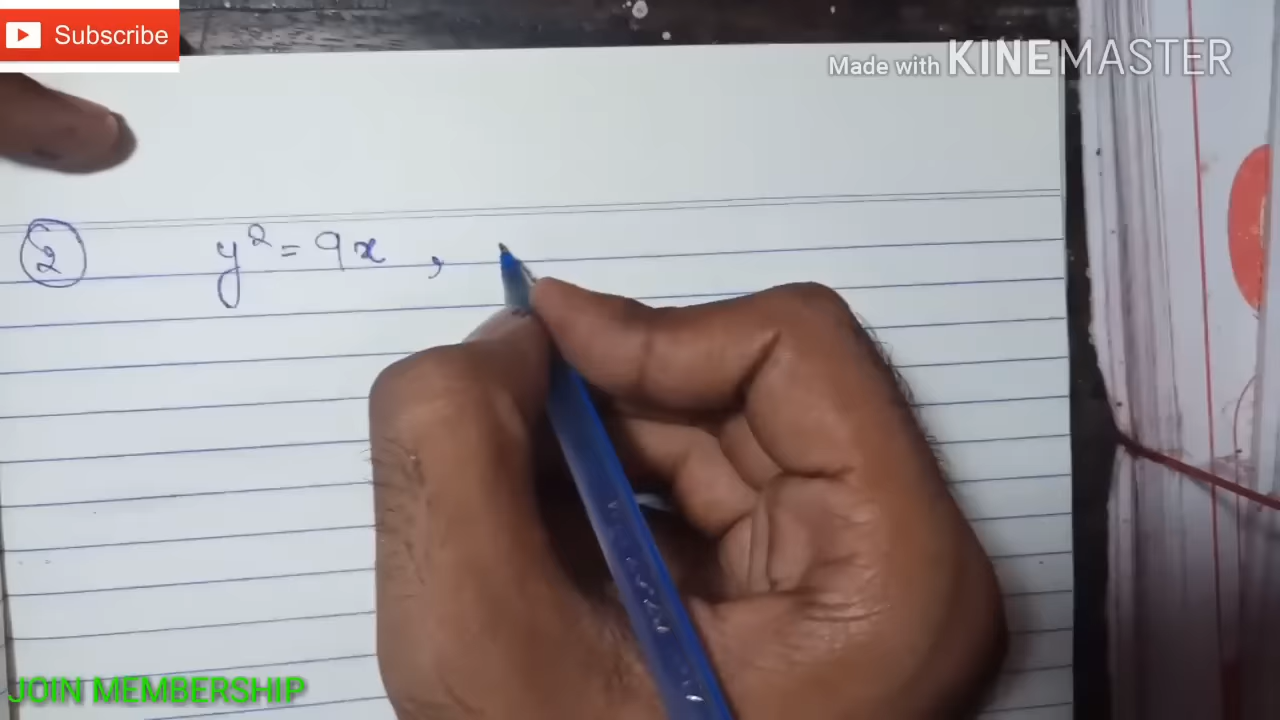 Subscribe
Made with KINEMASTER
② y² = 9x ,
JOIN MEMBERSHIP